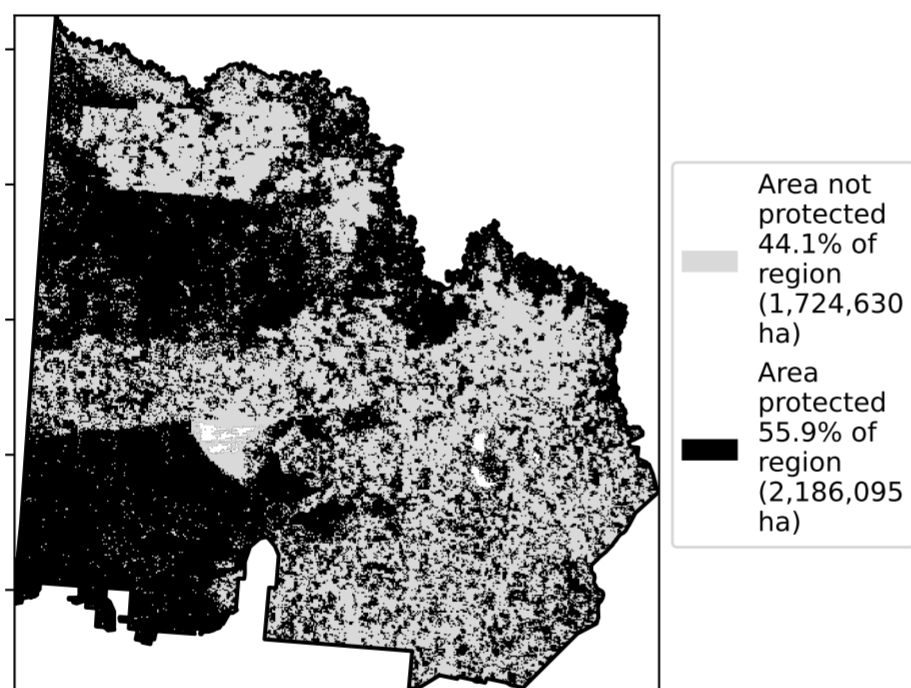 Area not
protected
44.1% of
region
(1,724,630
ha)
Area
protected
55.9% of
region
(2,186,095
ha)